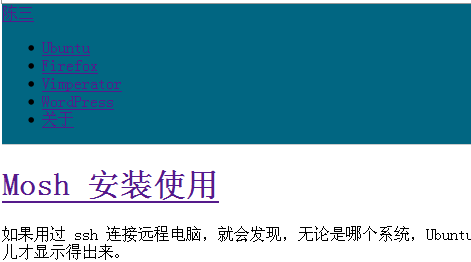 陈三
Ubuntu
Firefox
Vimperator
WordPress
关于
Mosh 安装使用
如果用过 ssh 连接远程电脑，就会发现，无论是哪个系统，Ubuntu
儿才显示得出来。